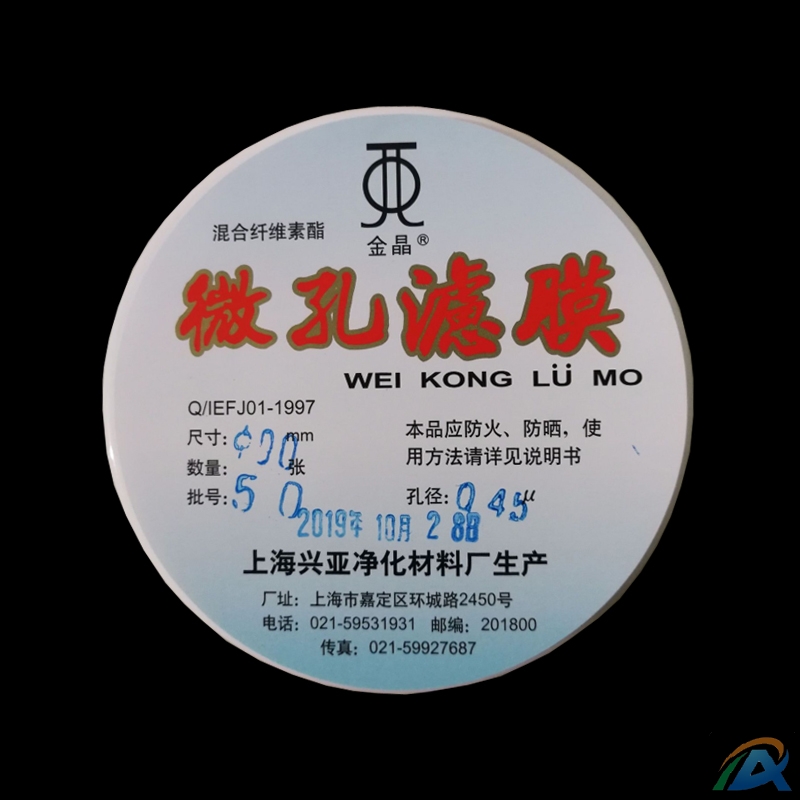 金晶®
混合纤维素酯
微孔滤膜
WEI KONG LÜ MO
Q/IEFJ01-1997
尺寸：φ90mm
数量： 张
批号：50
本品应防火、防晒，使
用方法请详见说明书
孔径：0.45μ
2019年10月28日
上海兴亚净化材料厂生产
厂址：上海市嘉定区环城路2450号
电话：021-59531931 邮编：201800
传真：021-59927687